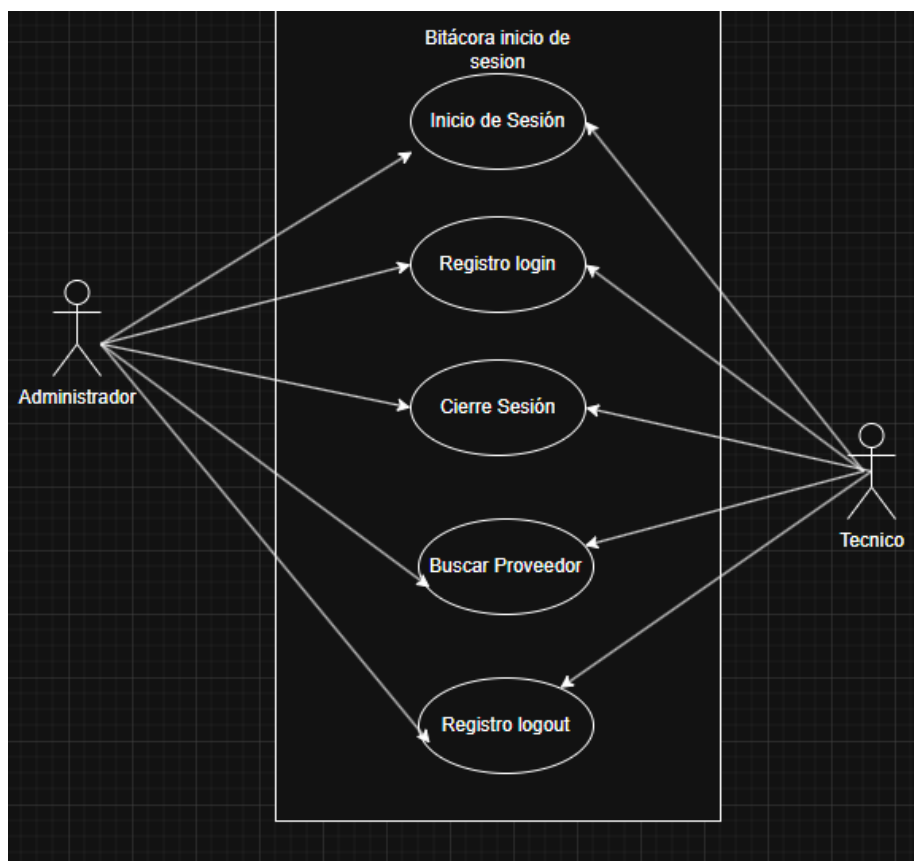 Bitácora inicio de
sesion
Inicio de Sesión
Registro login
Administrador
Cierre Sesión
Tecnico
Buscar Proveedor
Registro logout